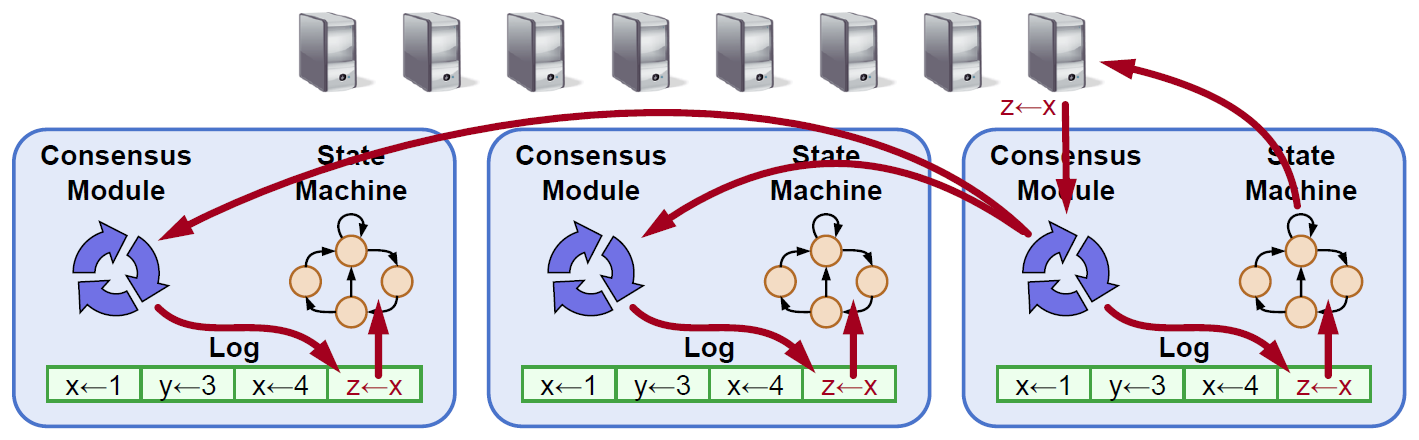 z←x
Consensus
Module
State
Machine
Log
x←1 y←3 x←4 z←x
Consensus
Module
State
Machine
Log
x←1 y←3 x←4 z←x
Consensus
Module
State
Machine
Log
x←1 y←3 x←4 z←x